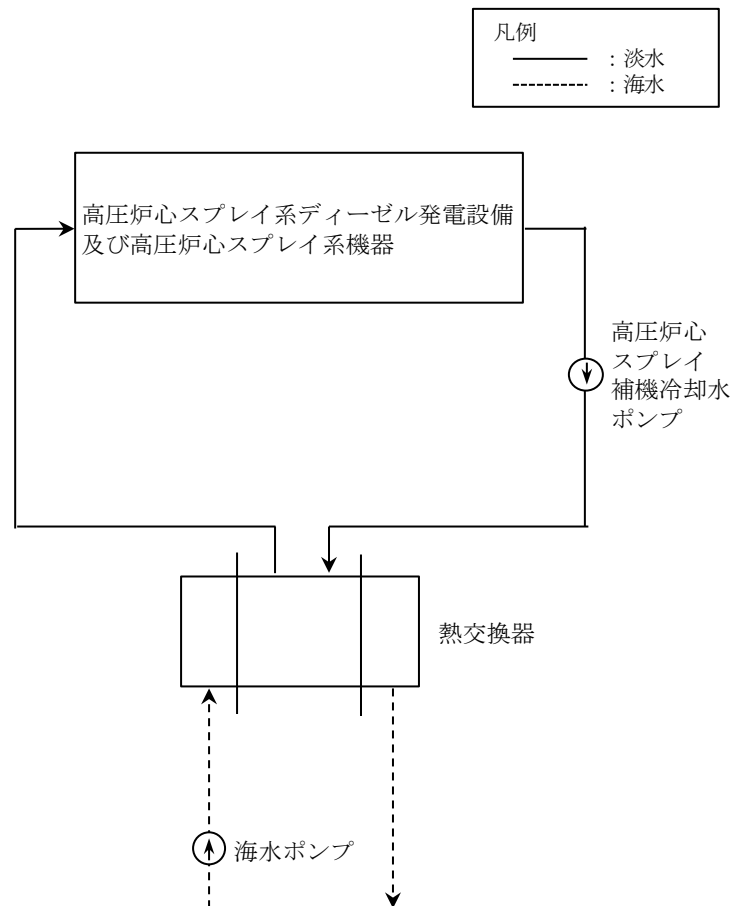 凡例
：淡水
：海水
高圧炉心スプレイ系ディーゼル発電設備
及び高圧炉心スプレイ系機器
高圧炉心
スプレイ
補機冷却水
ポンプ
熱交換器
海水ポンプ